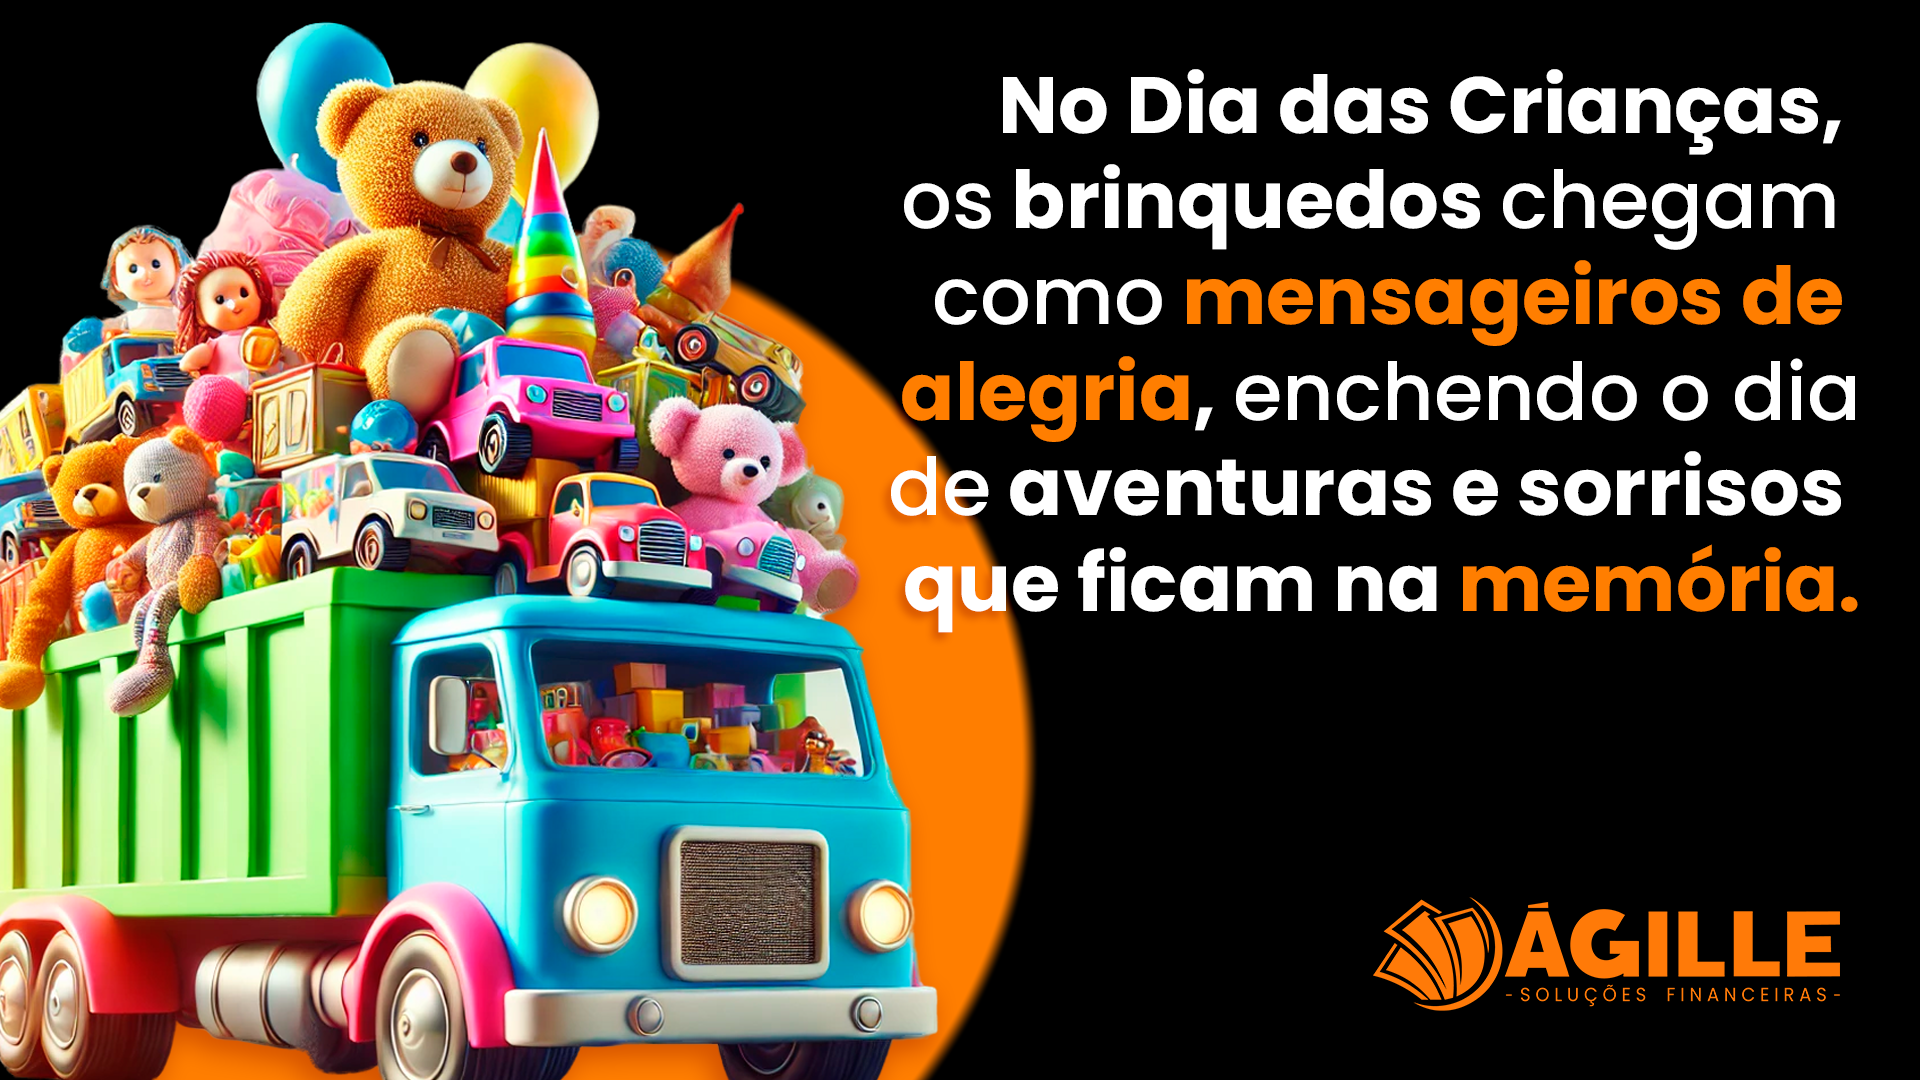 No Dia das Crianças,
os brinquedos chegam
como mensageiros de
alegria, enchendo o dia
de aventuras e sorrisos
que ficam na memória.
ÁGILLE
-SOLUÇÕES FINANCEIRAS-